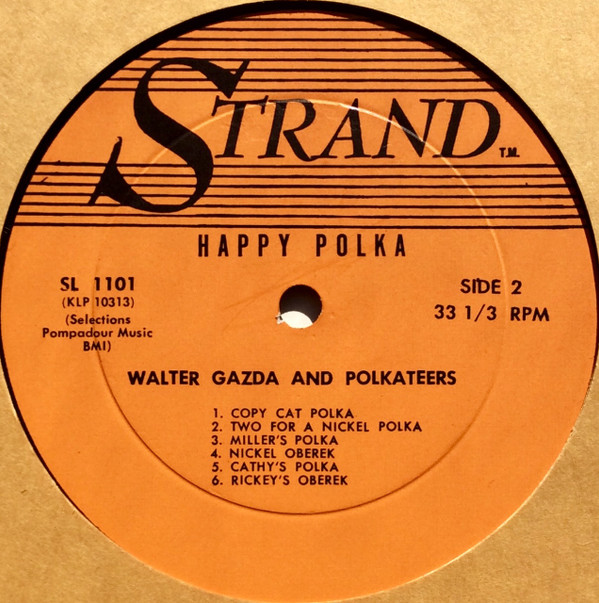 STRAND T.M.
HAPPY POLKA
SL 1101
(KLP 10313)
(Selections
Pompadour Music
BMI)
SIDE 2
33 1/3 RPM
WALTER GAZDA AND POLKATEERS
1. COPY CAT POLKA
2. TWO FOR A NICKEL POLKA
3. MILLER'S POLKA
4. NICKEL OBEREK
5. CATHY'S POLKA
6. RICKEY'S OBEREK